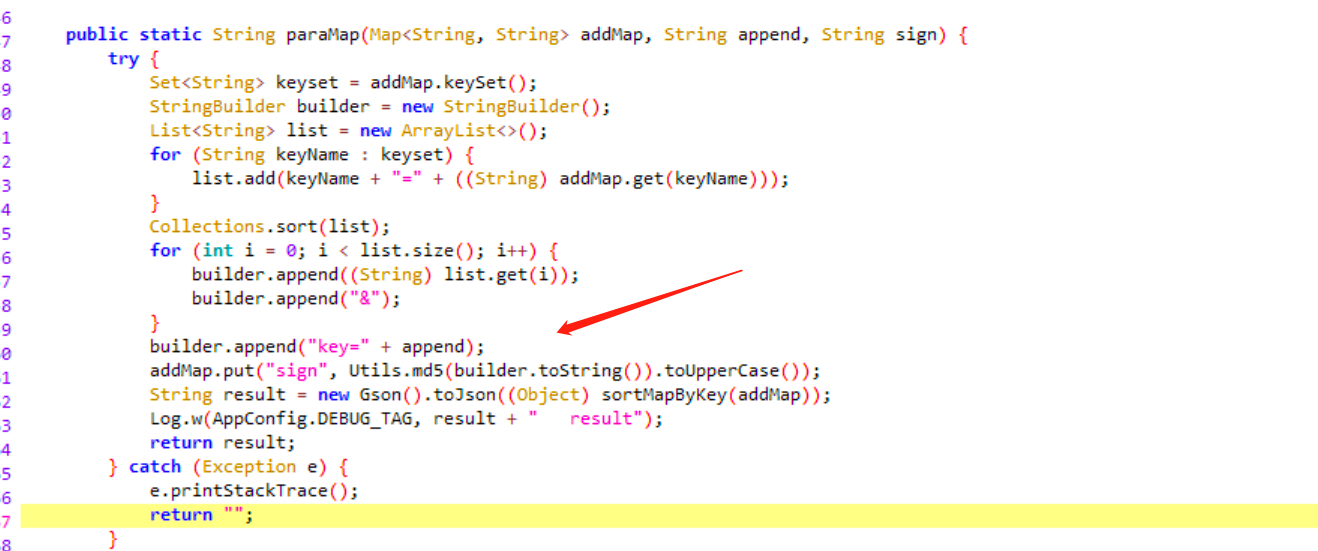 6
7 public static String paraMap(Map<String, String> addMap, String append, String sign) {
8 try {
9 Set<String> keyset = addMap.keySet();
0 StringBuilder builder = new StringBuilder();
1 List<String> list = new ArrayList<>();
2 for (String keyName : keyset) {
3 list.add(keyName + "=" + ((String) addMap.get(keyName)));
4 }
5 Collections.sort(list);
6 for (int i = 0; i < list.size(); i++) {
7 builder.append((String) list.get(i));
8 builder.append("&");
9 }
0 builder.append("key=" + append);
1 addMap.put("sign", Utils.md5(builder.toString()).toUpperCase());
2 String result = new Gson().toJson((Object) sortMapByKey(addMap));
3 Log.w(AppConfig.DEBUG_TAG, result + "   result");
4 return result;
5 } catch (Exception e) {
6 e.printStackTrace();
7 return "";
8 }